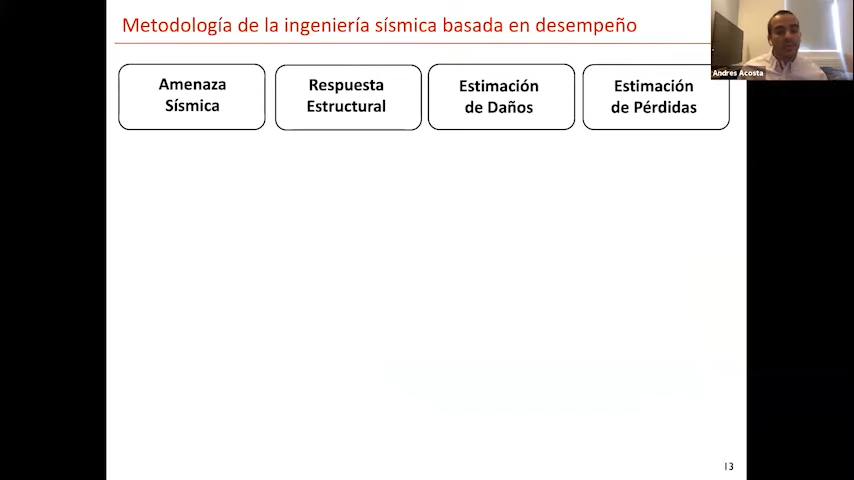 Metodología de la ingeniería sísmica basada en desempeño
Andres Acosta
Amenaza
Sísmica
Respuesta
Estructural
Estimación
de Daños
Estimación
de Pérdidas
13